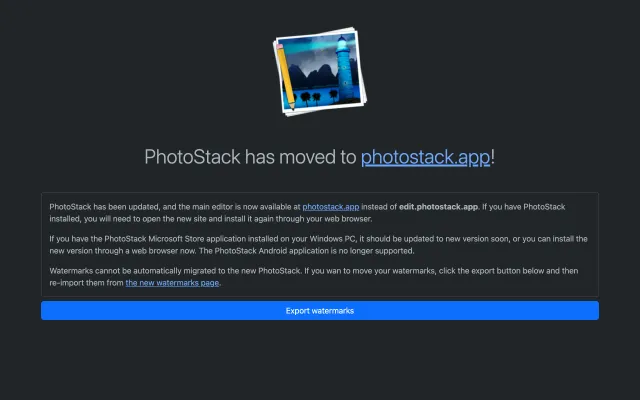 PhotoStack has moved to photostack.app!
PhotoStack has been updated, and the main editor is now available at photostack.app instead of edit.photostack.app. If you have PhotoStack
installed, you will need to open the new site and install it again through your web browser.
If you have the PhotoStack Microsoft Store application installed on your Windows PC, it should be updated to new version soon, or you can install the
new version through a web browser now. The PhotoStack Android application is no longer supported.
Watermarks cannot be automatically migrated to the new PhotoStack. If you wan to move your watermarks, click the export button below and then
re-import them from the new watermarks page.
Export watermarks